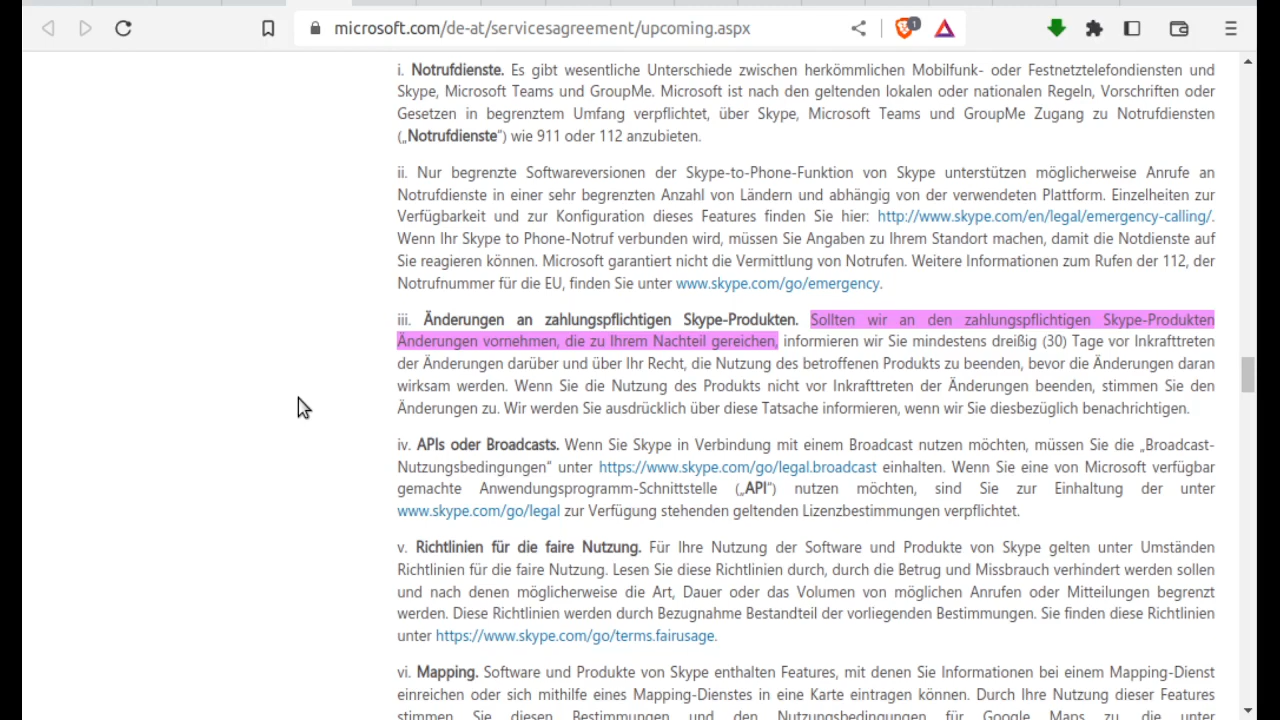 microsoft.com/de-at/servicesagreement/upcoming.aspx
1
i. Notrufdienste. Es gibt wesentliche Unterschiede zwischen herkömmlichen Mobilfunk- oder Festnetztelefondiensten und
Skype, Microsoft Teams und GroupMe. Microsoft ist nach den geltenden lokalen oder nationalen Regeln, Vorschriften oder
Gesetzen in begrenztem Umfang verpflichtet, über Skype, Microsoft Teams und GroupMe Zugang zu Notrufdiensten
(„Notrufdienste“) wie 911 oder 112 anzubieten.
ii. Nur begrenzte Softwareversionen der Skype-to-Phone-Funktion von Skype unterstützen möglicherweise Anrufe an
Notrufdienste in einer sehr begrenzten Anzahl von Ländern und abhängig von der verwendeten Plattform. Einzelheiten zur
Verfügbarkeit und zur Konfiguration dieses Features finden Sie hier: http://www.skype.com/en/legal/emergency-calling/.
Wenn Ihr Skype to Phone-Notruf verbunden wird, müssen Sie Angaben zu Ihrem Standort machen, damit die Notdienste auf
Sie reagieren können. Microsoft garantiert nicht die Vermittlung von Notrufen. Weitere Informationen zum Rufen der 112, der
Notrufnummer für die EU, finden Sie unter www.skype.com/go/emergency.
iii. Änderungen an zahlungspflichtigen Skype-Produkten. Sollten wir an den zahlungspflichtigen Skype-Produkten
Änderungen vornehmen, die zu Ihrem Nachteil gereichen, informieren wir Sie mindestens dreißig (30) Tage vor Inkrafttreten
der Änderungen darüber und über Ihr Recht, die Nutzung des betroffenen Produkts zu beenden, bevor die Änderungen daran
wirksam werden. Wenn Sie die Nutzung des Produkts nicht vor Inkrafttreten der Änderungen beenden, stimmen Sie den
Änderungen zu. Wir werden Sie ausdrücklich über diese Tatsache informieren, wenn wir Sie diesbezüglich benachrichtigen.
iv. APIs oder Broadcasts. Wenn Sie Skype in Verbindung mit einem Broadcast nutzen möchten, müssen Sie die „Broadcast-
Nutzungsbedingungen“ unter https://www.skype.com/go/legal.broadcast einhalten. Wenn Sie eine von Microsoft verfügbar
gemachte Anwendungsprogramm-Schnittstelle („API“) nutzen möchten, sind Sie zur Einhaltung der unter
www.skype.com/go/legal zur Verfügung stehenden geltenden Lizenzbestimmungen verpflichtet.
v. Richtlinien für die faire Nutzung. Für Ihre Nutzung der Software und Produkte von Skype gelten unter Umständen
Richtlinien für die faire Nutzung. Lesen Sie diese Richtlinien durch, durch die Betrug und Missbrauch verhindert werden sollen
und nach denen möglicherweise die Art, Dauer oder das Volumen von möglichen Anrufen oder Mitteilungen begrenzt
werden. Diese Richtlinien werden durch Bezugnahme Bestandteil der vorliegenden Bestimmungen. Sie finden diese Richtlinien
unter https://www.skype.com/go/terms.fairusage.
vi. Mapping. Software und Produkte von Skype enthalten Features, mit denen Sie Informationen bei einem Mapping-Dienst
einreichen oder sich mithilfe eines Mapping-Dienstes in eine Karte eintragen können. Durch Ihre Nutzung dieser Features
stimmen Sie diesen Bestimmungen und den Nutzungsbedingungen für Google Maps zu, die unter